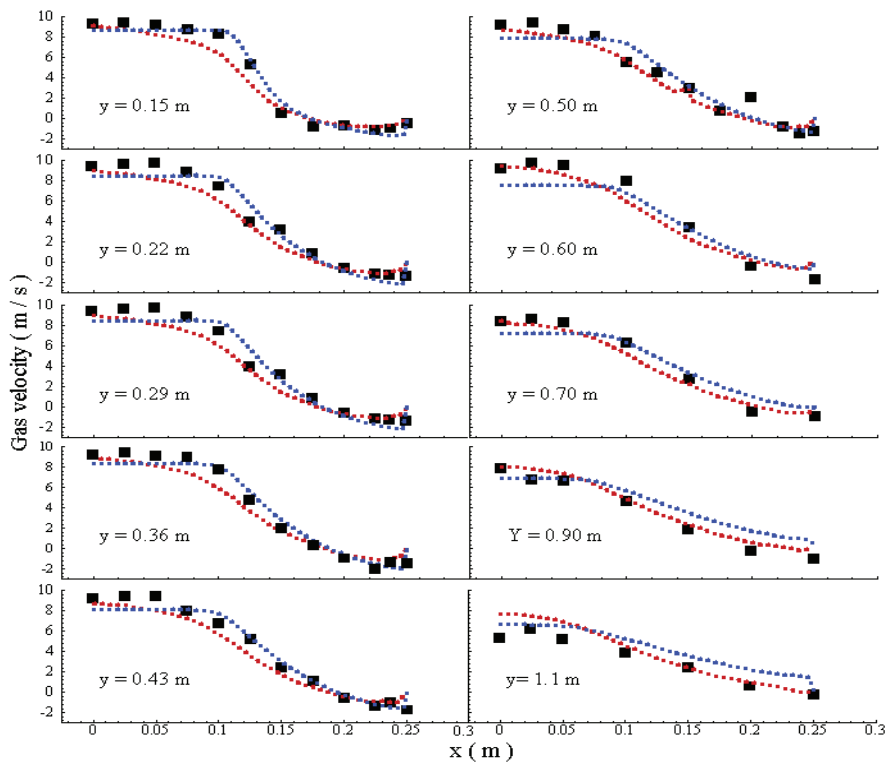 10
8
6
4
2
0
-2
y = 0.15 m
y = 0.50 m
10
8
6
4
2
0
-2
y = 0.22 m
y = 0.60 m
10
8
6
4
2
0
-2
y = 0.29 m
y = 0.70 m
10
8
6
4
2
0
-2
y = 0.36 m
Y = 0.90 m
10
8
6
4
2
0
-2
y = 0.43 m
y= 1.1 m
Gas velocity ( m / s )
0 0.05 0.1 0.15 0.2 0.25 0.3 0 0.05 0.1 0.15 0.2 0.25 0.3
x ( m )